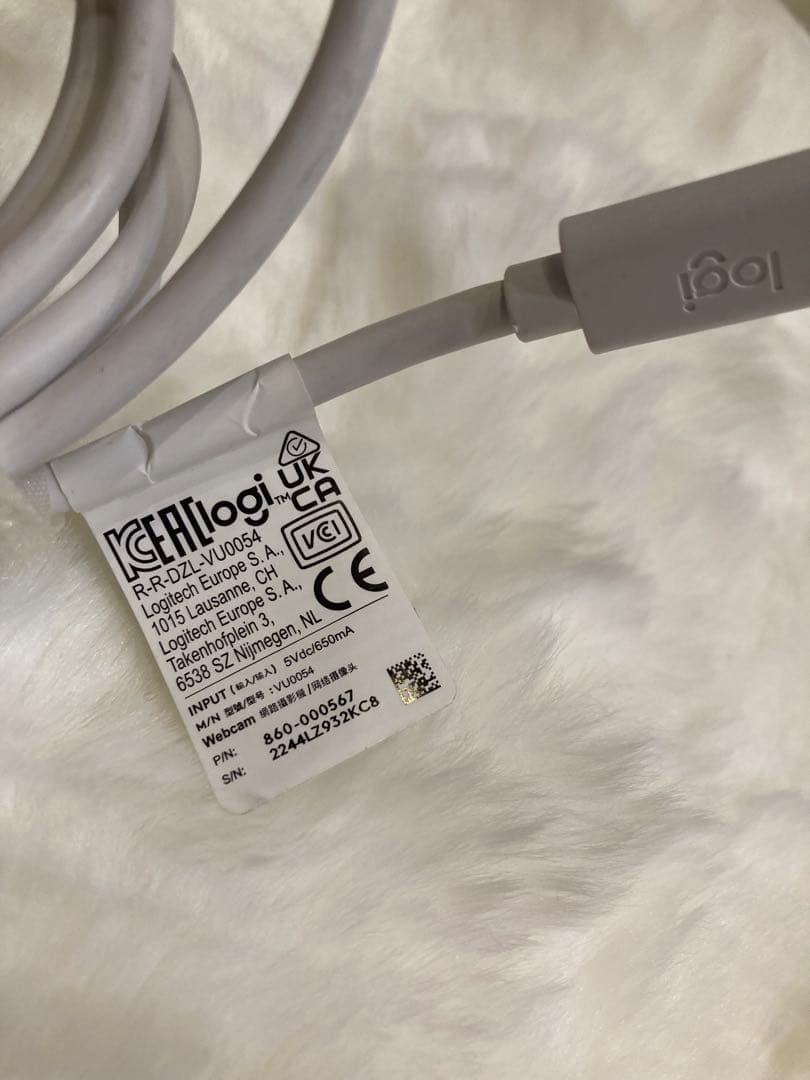 logi
KC EAC logi™ UK CA
R-R-DZL-VU0054
VCCI
Logitech Europe S.A.,
1015 Lausanne, CH
Logitech Europe S.A.,
Takenhofplein 3,
6538 SZ Nijmegen, NL
CE
INPUT (輸入/输入) 5Vdc/650mA
M/N 型號/型号 : VU0054
Webcam 網路攝影機 /网络摄像头
P/N: 860-000567
S/N: 2244LZ932KC8